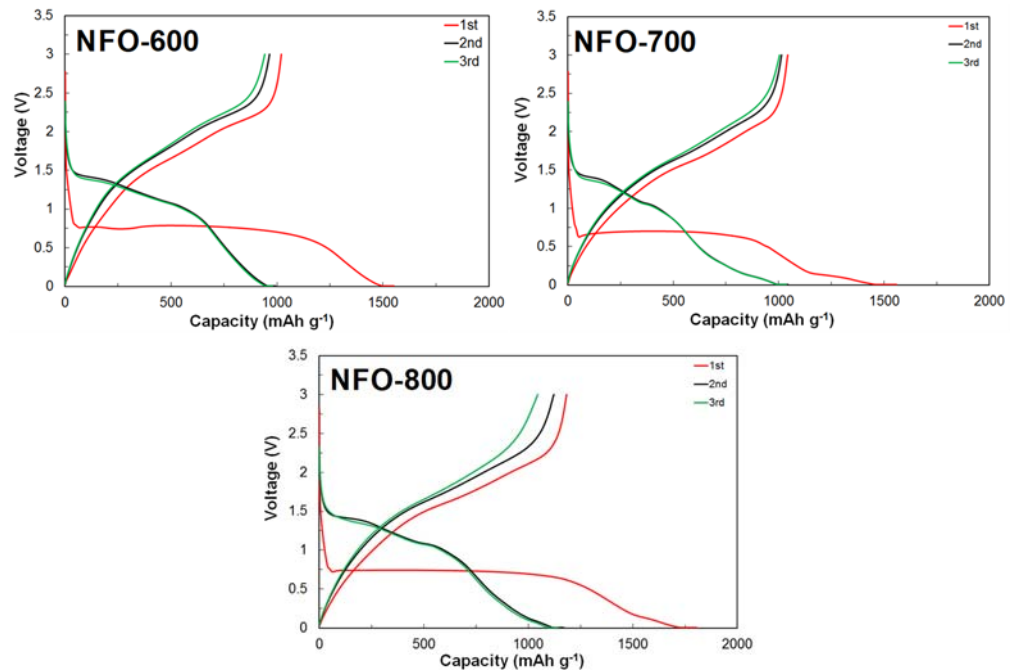 NFO-600
1st
2nd
3rd
3.5
3
2.5
2
1.5
1
0.5
0
Voltage (V)
0
500
1000
1500
2000
Capacity (mAh g⁻¹)
NFO-700
1st
2nd
3rd
3.5
3
2.5
2
1.5
1
0.5
0
Voltage (V)
0
500
1000
1500
2000
Capacity (mAh g⁻¹)
NFO-800
1st
2nd
3rd
3.5
3
2.5
2
1.5
1
0.5
0
Voltage (V)
0
500
1000
1500
2000
Capacity (mAh g⁻¹)